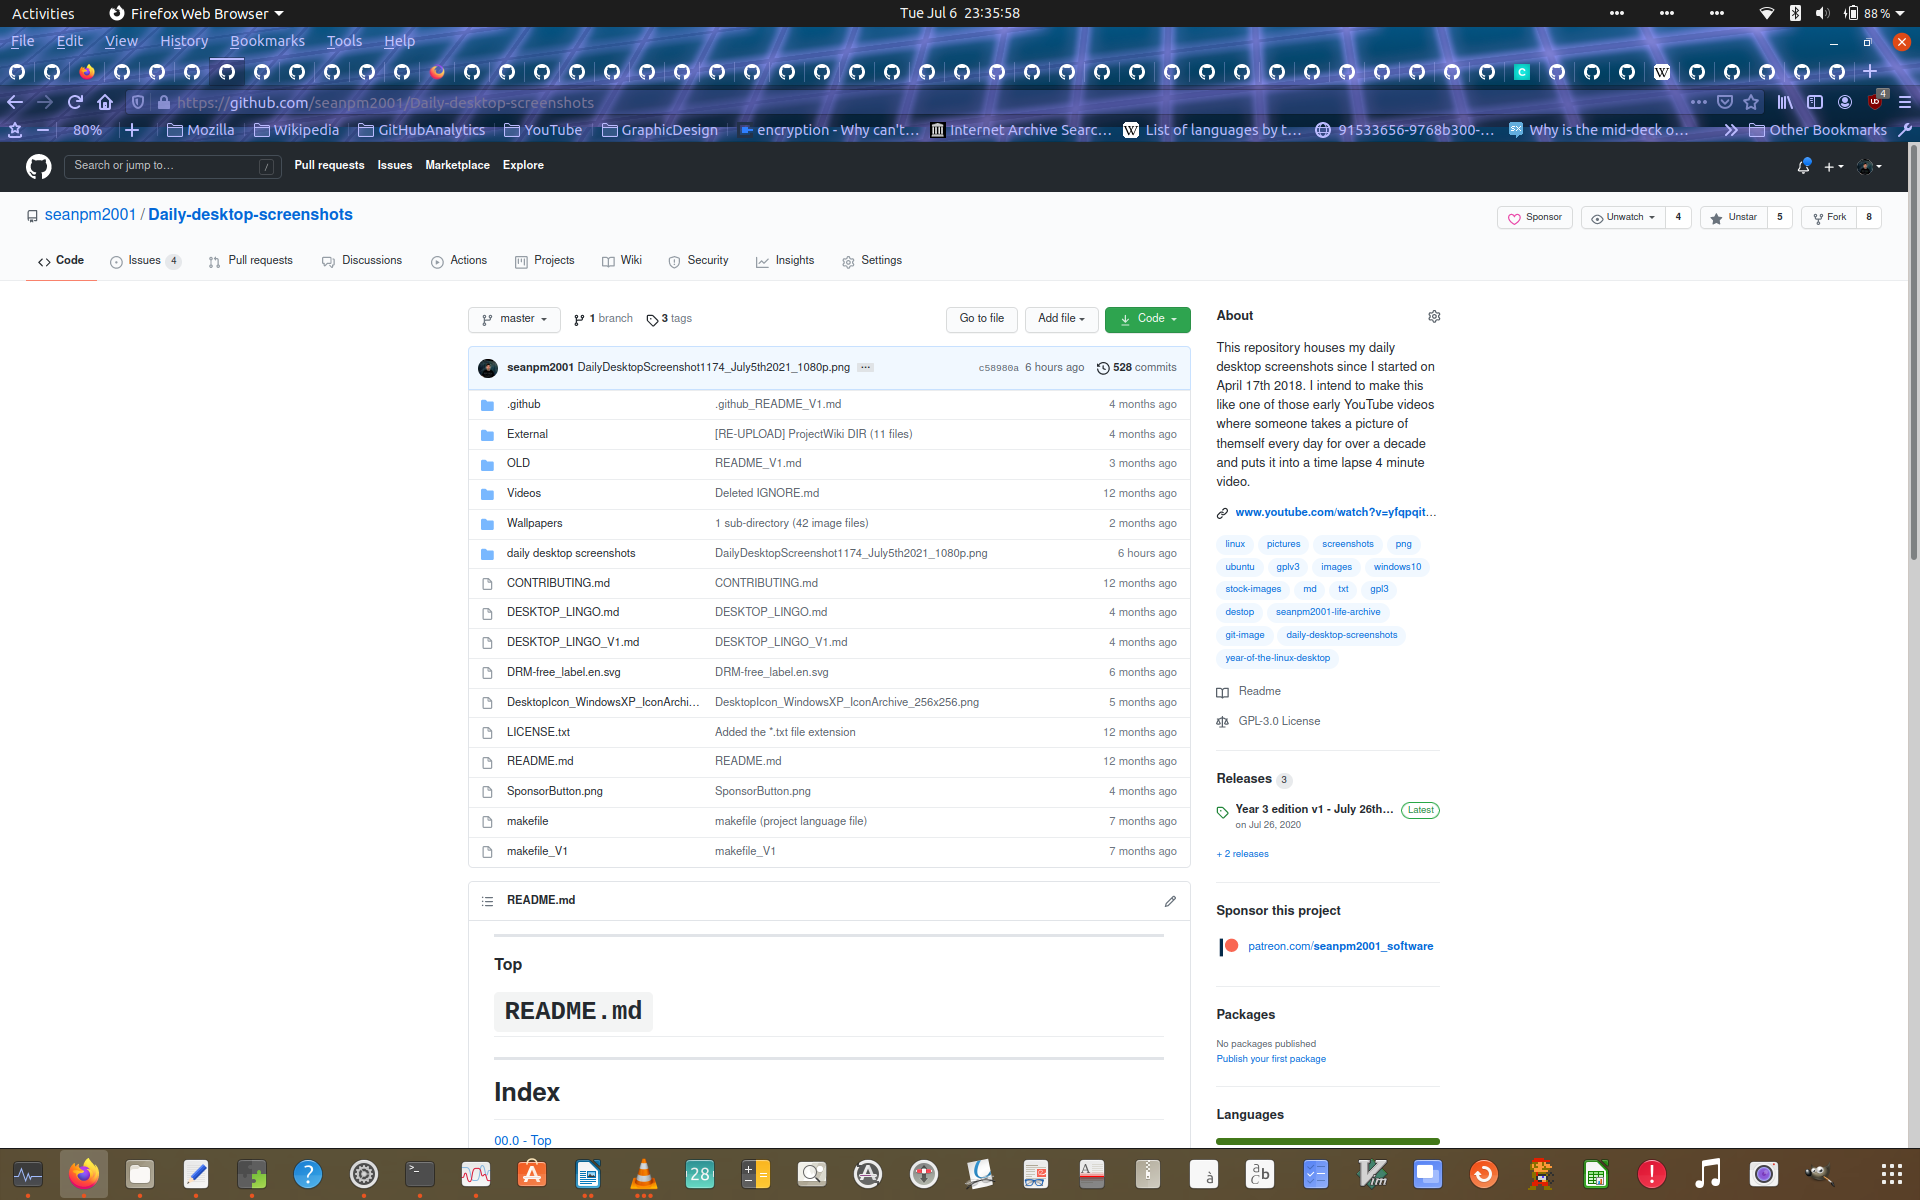 Activities
Firefox Web Browser
Tue Jul 6 23:35:58
88 %
File Edit View History Bookmarks Tools Help
https://github.com/seanpm2001/Daily-desktop-screenshots
4
80%
Mozilla
Wikipedia
GitHubAnalytics
YouTube
GraphicDesign
encryption - Why can't…
Internet Archive Searc…
List of languages by t…
91533656-9768b300-…
Why is the mid-deck o…
Other Bookmarks
Search or jump to…
/
Pull requests Issues Marketplace Explore
seanpm2001 / Daily-desktop-screenshots
Sponsor
Unwatch 4
Unstar 5
Fork 8
Code
Issues 4
Pull requests
Discussions
Actions
Projects
Wiki
Security
Insights
Settings
master
1 branch
3 tags
Go to file
Add file
Code
seanpm2001 DailyDesktopScreenshot1174_July5th2021_1080p.png ...
c58980a 6 hours ago 528 commits
.github .github_README_V1.md 4 months ago
External [RE-UPLOAD] ProjectWiki DIR (11 files) 4 months ago
OLD README_V1.md 3 months ago
Videos Deleted IGNORE.md 12 months ago
Wallpapers 1 sub-directory (42 image files) 2 months ago
daily desktop screenshots DailyDesktopScreenshot1174_July5th2021_1080p.png 6 hours ago
CONTRIBUTING.md CONTRIBUTING.md 12 months ago
DESKTOP_LINGO.md DESKTOP_LINGO.md 4 months ago
DESKTOP_LINGO_V1.md DESKTOP_LINGO_V1.md 4 months ago
DRM-free_label.en.svg DRM-free_label.en.svg 6 months ago
DesktopIcon_WindowsXP_IconArchi… DesktopIcon_WindowsXP_IconArchive_256x256.png 5 months ago
LICENSE.txt Added the *.txt file extension 12 months ago
README.md README.md 12 months ago
SponsorButton.png SponsorButton.png 4 months ago
makefile makefile (project language file) 7 months ago
makefile_V1 makefile_V1 7 months ago
README.md
Top
README.md
Index
00.0 - Top
About
This repository houses my daily
desktop screenshots since I started on
April 17th 2018. I intend to make this
like one of those early YouTube videos
where someone takes a picture of
themself every day for over a decade
and puts it into a time lapse 4 minute
video.
www.youtube.com/watch?v=yfqpqit…
linux pictures screenshots png
ubuntu gplv3 images windows10
stock-images md txt gpl3
destop seanpm2001-life-archive
git-image daily-desktop-screenshots
year-of-the-linux-desktop
Readme
GPL-3.0 License
Releases 3
Year 3 edition v1 - July 26th… Latest
on Jul 26, 2020
+ 2 releases
Sponsor this project
patreon.com/seanpm2001_software
Packages
No packages published
Publish your first package
Languages
28